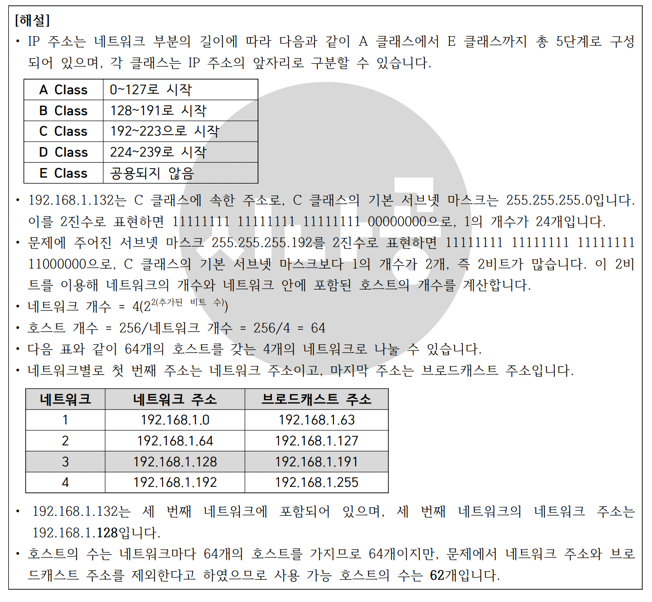 [해설]
• IP 주소는 네트워크 부분의 길이에 따라 다음과 같이 A 클래스에서 E 클래스까지 총 5단계로 구성
되어 있으며, 각 클래스는 IP 주소의 앞자리로 구분할 수 있습니다.
A Class 0~127로 시작
B Class 128~191로 시작
C Class 192~223으로 시작
D Class 224~239로 시작
E Class 공용되지 않음
• 192.168.1.132는 C 클래스에 속한 주소로, C 클래스의 기본 서브넷 마스크는 255.255.255.0입니다.
이를 2진수로 표현하면 11111111 11111111 11111111 00000000으로, 1의 개수가 24개입니다.
• 문제에 주어진 서브넷 마스크 255.255.255.192를 2진수로 표현하면 11111111 11111111 11111111
11000000으로, C 클래스의 기본 서브넷 마스크보다 1의 개수가 2개, 즉 2비트가 많습니다. 이 2비
트를 이용해 네트워크의 개수와 네트워크 안에 포함된 호스트의 개수를 계산합니다.
• 네트워크 개수 = 4(2^2(추가된 비트 수))
• 호스트 개수 = 256/네트워크 개수 = 256/4 = 64
• 다음 표와 같이 64개의 호스트를 갖는 4개의 네트워크로 나눌 수 있습니다.
• 네트워크별로 첫 번째 주소는 네트워크 주소이고, 마지막 주소는 브로드캐스트 주소입니다.
네트워크 네트워크 주소 브로드캐스트 주소
1 192.168.1.0 192.168.1.63
2 192.168.1.64 192.168.1.127
3 192.168.1.128 192.168.1.191
4 192.168.1.192 192.168.1.255
• 192.168.1.132는 세 번째 네트워크에 포함되어 있으며, 세 번째 네트워크의 네트워크 주소는
192.168.1.128입니다.
• 호스트의 수는 네트워크마다 64개의 호스트를 가지므로 64개이지만, 문제에서 네트워크 주소와 브로
드캐스트 주소를 제외한다고 하였으므로 사용 가능 호스트의 수는 62개입니다.